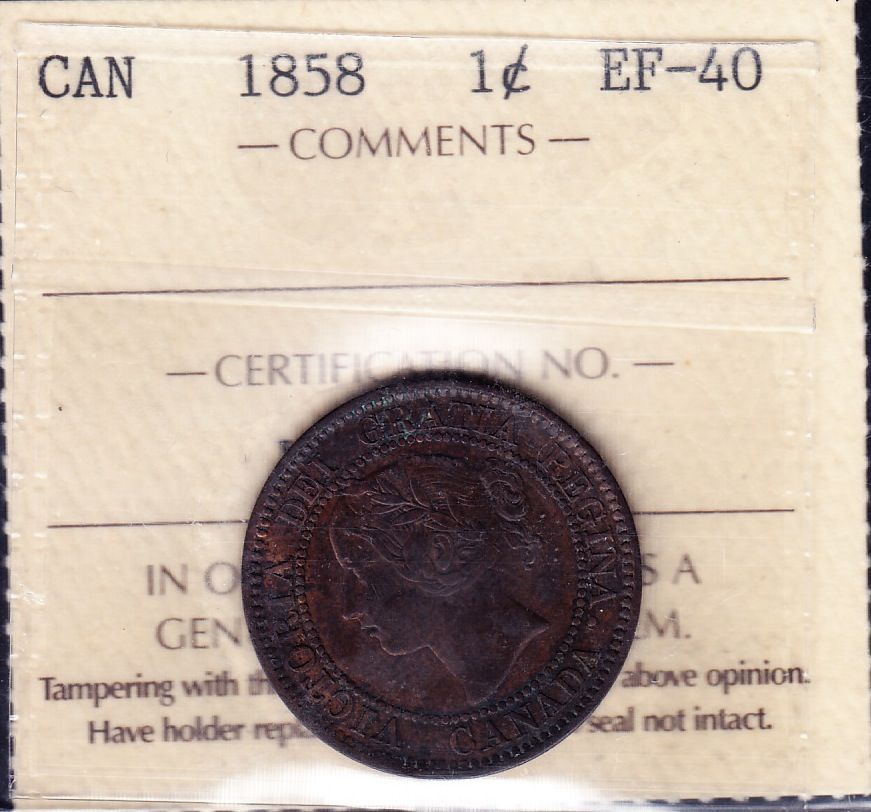 CAN 1858 1¢ EF-40
— COMMENTS —
— CERTIFICATION NO. —
IN O S A
GEN M.
Tampering with th above opinion.
Have holder repa seal not intact.
VICTORIA DEI GRATIA REGINA.
CANADA